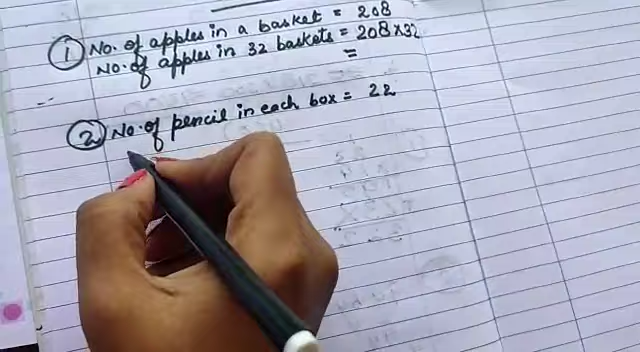 ① No. of apples in a basket = 208
No. of apples in 32 baskets = 208 × 32
=
② No. of pencil in each box = 22